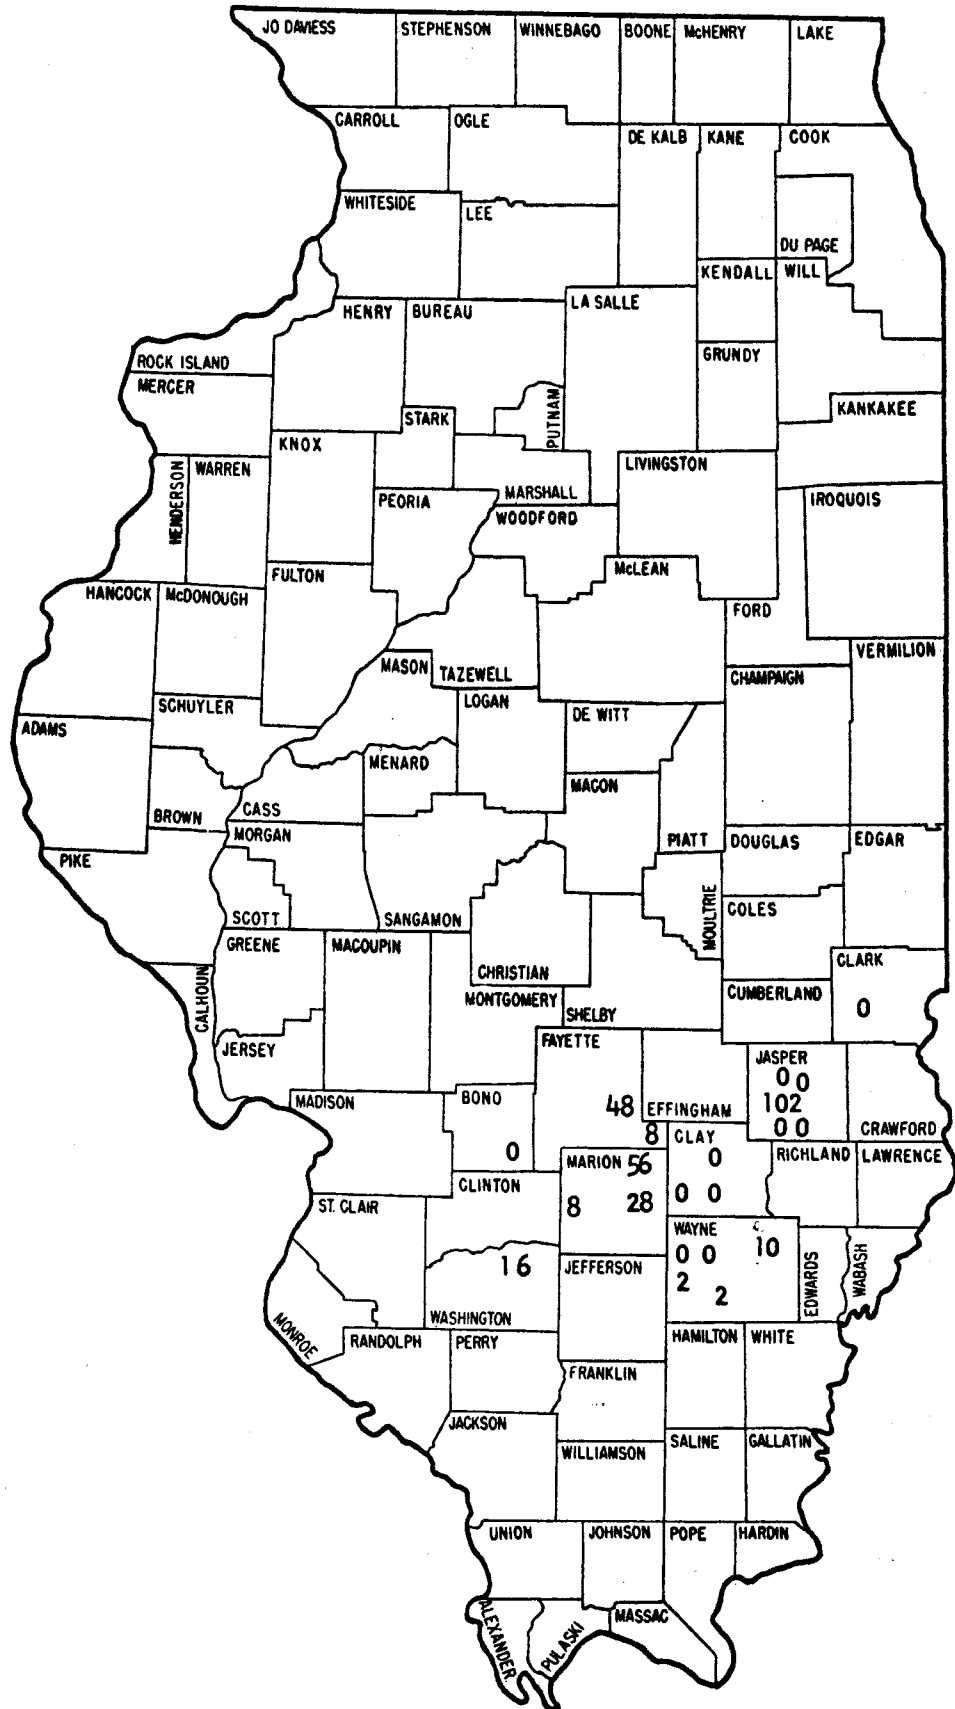 JO DAVIESS STEPHENSON WINNEBAGO BOONE McHENRY LAKE
CARROLL OGLE DE KALB KANE COOK
WHITESIDE LEE
DU PAGE
KENDALL WILL
HENRY BUREAU LA SALLE
ROCK ISLAND GRUNDY
MERCER
PUTNAM KANKAKEE
STARK
KNOX
HENDERSON WARREN LIVINGSTON
PEORIA MARSHALL IROQUOIS
WOODFORD
FULTON McLEAN
HANCOCK McDONOUGH FORD
VERMILION
MASON TAZEWELL CHAMPAIGN
SCHUYLER LOGAN
ADAMS DE WITT
MENARD
MACON
BROWN CASS
MORGAN PIATT DOUGLAS EDGAR
PIKE
SCOTT SANGAMON MOULTRIE COLES
GREENE MACOUPIN
CHRISTIAN CLARK
CALHOUN MONTGOMERY CUMBERLAND
0
SHELBY
JERSEY FAYETTE JASPER
0 0
MADISON BOND 48 EFFINGHAM 102
8 CLAY 0 0 CRAWFORD
0 MARION 56 0 RICHLAND LAWRENCE
CLINTON
ST. CLAIR 8 28 0 0
WAYNE 10
16 JEFFERSON 0 0 EDWARDS WABASH
2
2
WASHINGTON
MONROE RANDOLPH PERRY HAMILTON WHITE
FRANKLIN
JACKSON
WILLIAMSON SALINE GALLATIN
UNION JOHNSON POPE HARDIN
ALEXANDER PULASKI MASSAC